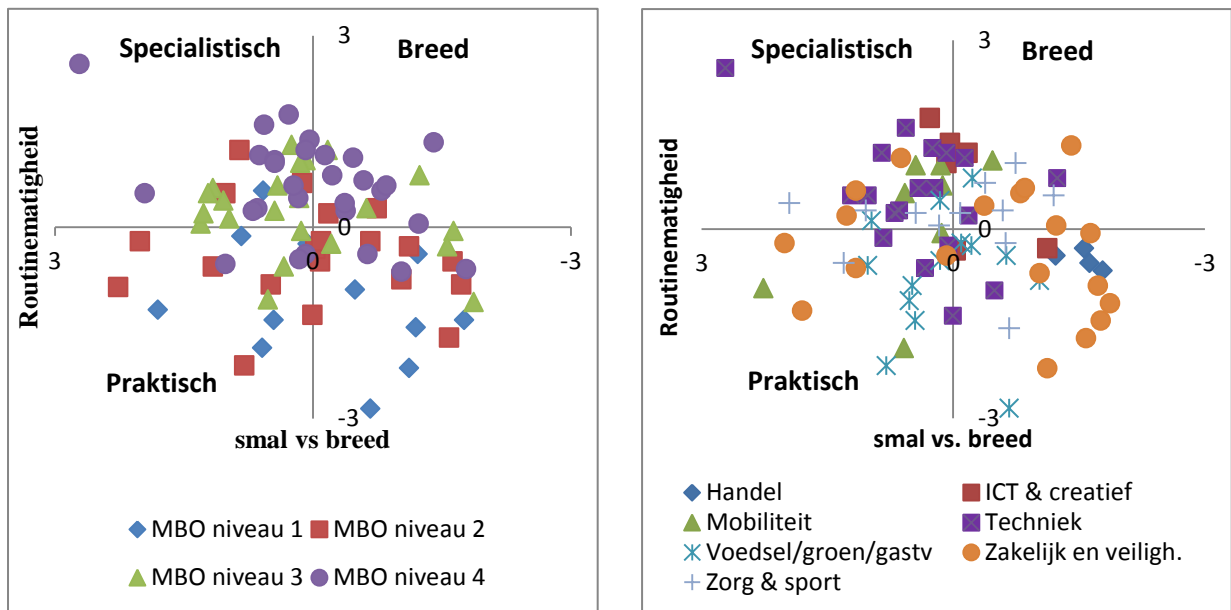 Specialistisch
3
Breed
Routinematigheid
0
3
0
-3
Praktisch
-3
smal vs breed
MBO niveau 1
MBO niveau 2
MBO niveau 3
MBO niveau 4
Specialistisch
3
Breed
Routinematigheid
0
3
0
-3
Praktisch
-3
smal vs. breed
Handel
ICT & creatief
Mobiliteit
Techniek
Voedsel/groen/gastv
Zakelijk en veiligh.
Zorg & sport